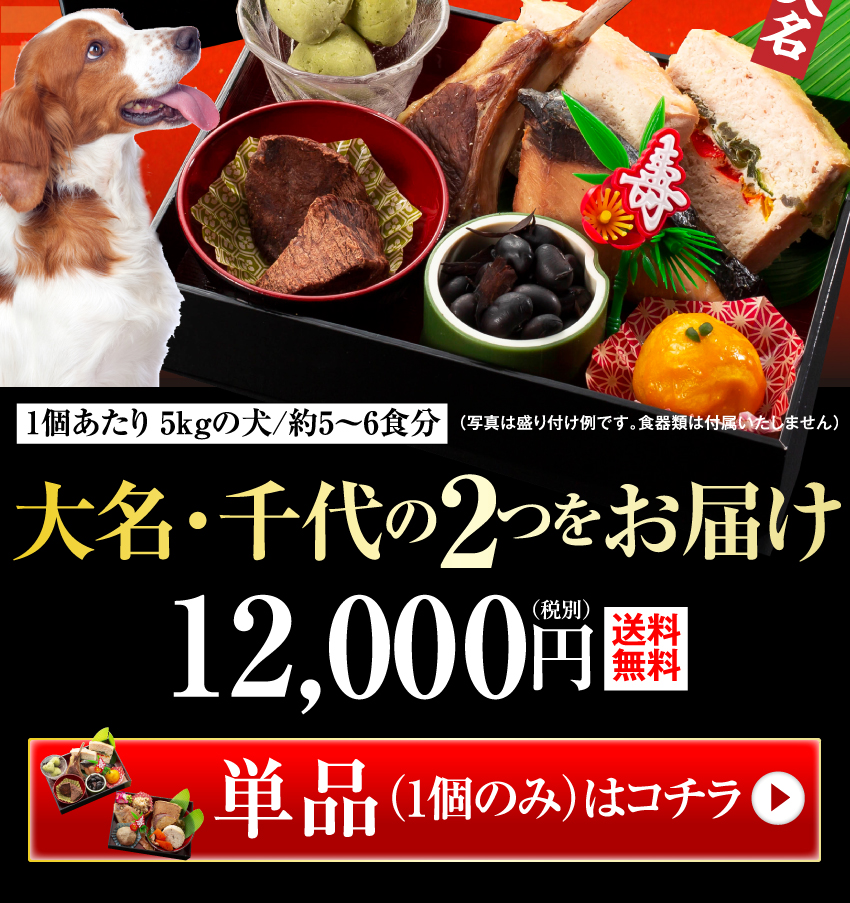 大名
寿
1個あたり 5kgの犬/約5〜6食分
(写真は盛り付け例です。食器類は付属いたしません)
大名・千代の2つをお届け
12,000円(税別)
送料
無料
単品(1個のみ)はコチラ